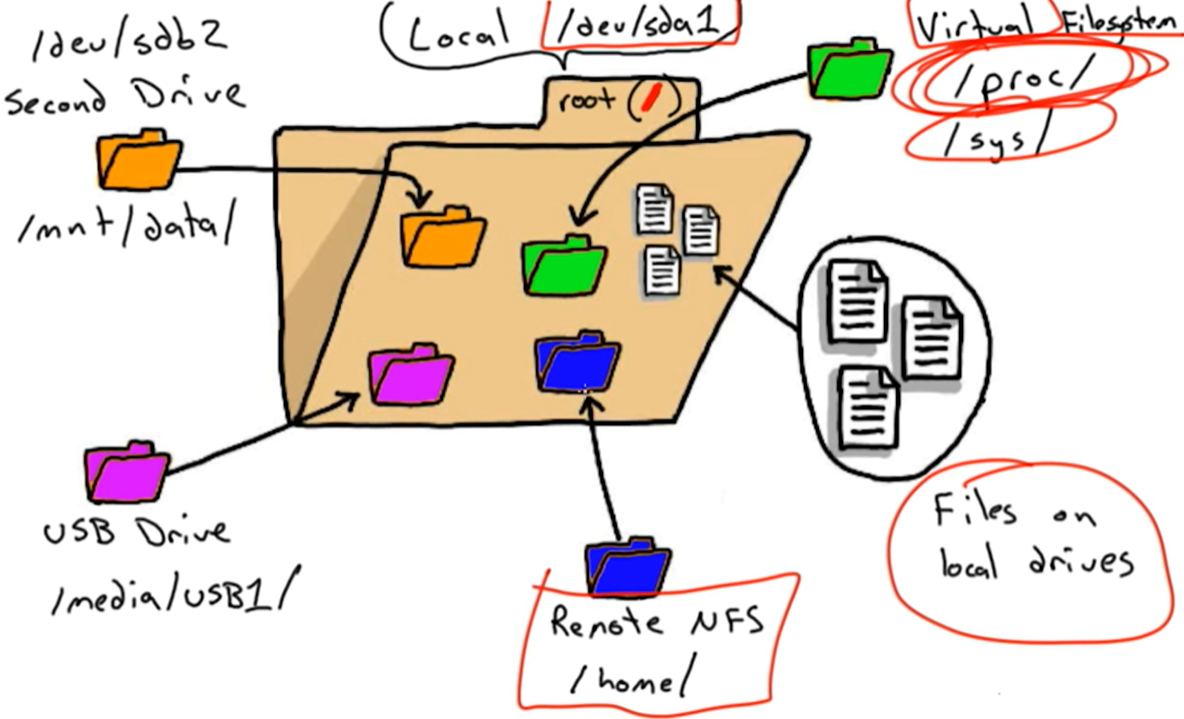 /dev/sdb2
Second Drive
/mnt/data/
Local /dev/sda1
root (/)
Virtual Filesystem
/proc/
/sys/
USB Drive
/media/USB1/
Remote NFS
/home/
Files on
local drives